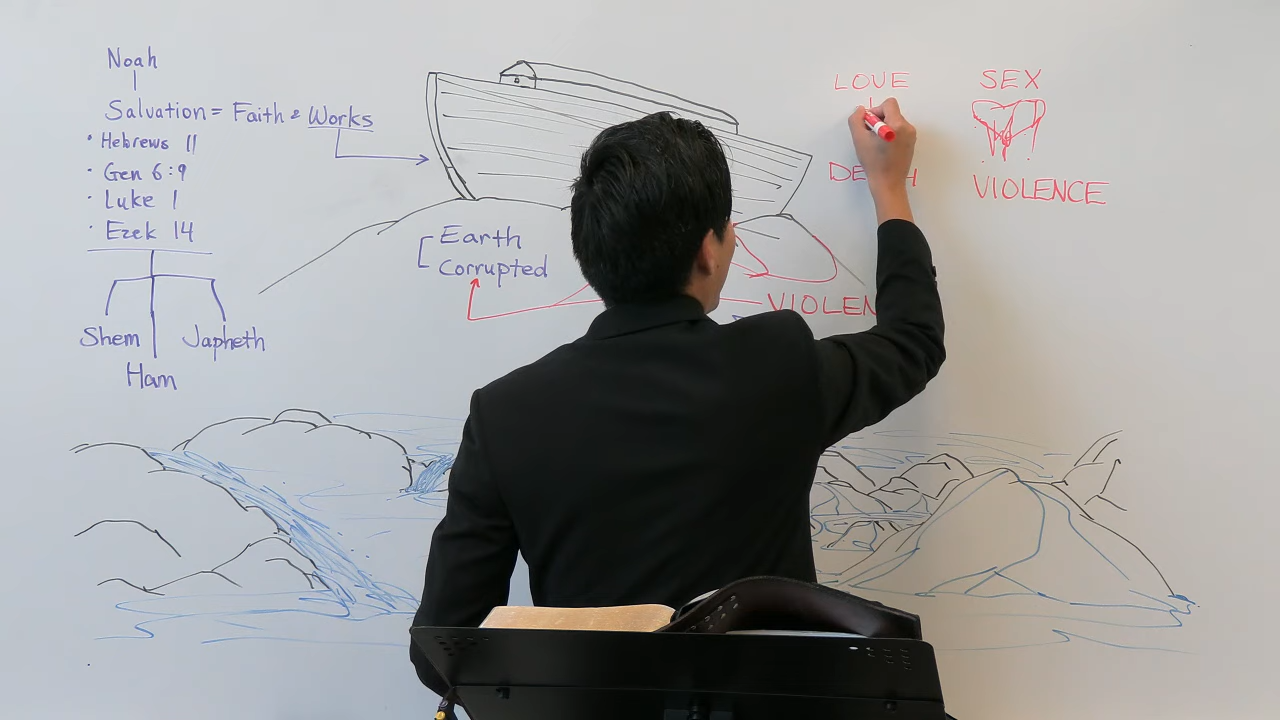 Noah
Salvation = Faith & Works
• Hebrews 11
• Gen 6:9
• Luke 1
• Ezek 14
Shem
Japheth
Ham
Earth
Corrupted
LOVE
SEX
VIOLENCE